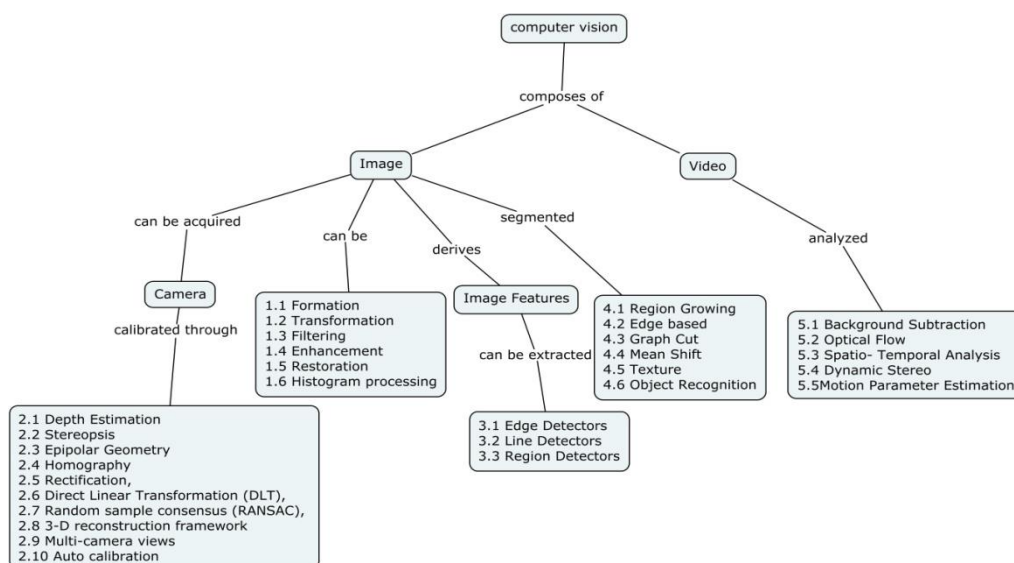 computer vision
composes of
Image
Video
can be acquired
can be
derives
segmented
analyzed
Camera
calibrated through
1.1 Formation
1.2 Transformation
1.3 Filtering
1.4 Enhancement
1.5 Restoration
1.6 Histogram processing
Image Features
can be extracted
4.1 Region Growing
4.2 Edge based
4.3 Graph Cut
4.4 Mean Shift
4.5 Texture
4.6 Object Recognition
5.1 Background Subtraction
5.2 Optical Flow
5.3 Spatio- Temporal Analysis
5.4 Dynamic Stereo
5.5Motion Parameter Estimation
2.1 Depth Estimation
2.2 Stereopsis
2.3 Epipolar Geometry
2.4 Homography
2.5 Rectification,
2.6 Direct Linear Transformation (DLT),
2.7 Random sample consensus (RANSAC),
2.8 3-D reconstruction framework
2.9 Multi-camera views
2.10 Auto calibration
3.1 Edge Detectors
3.2 Line Detectors
3.3 Region Detectors